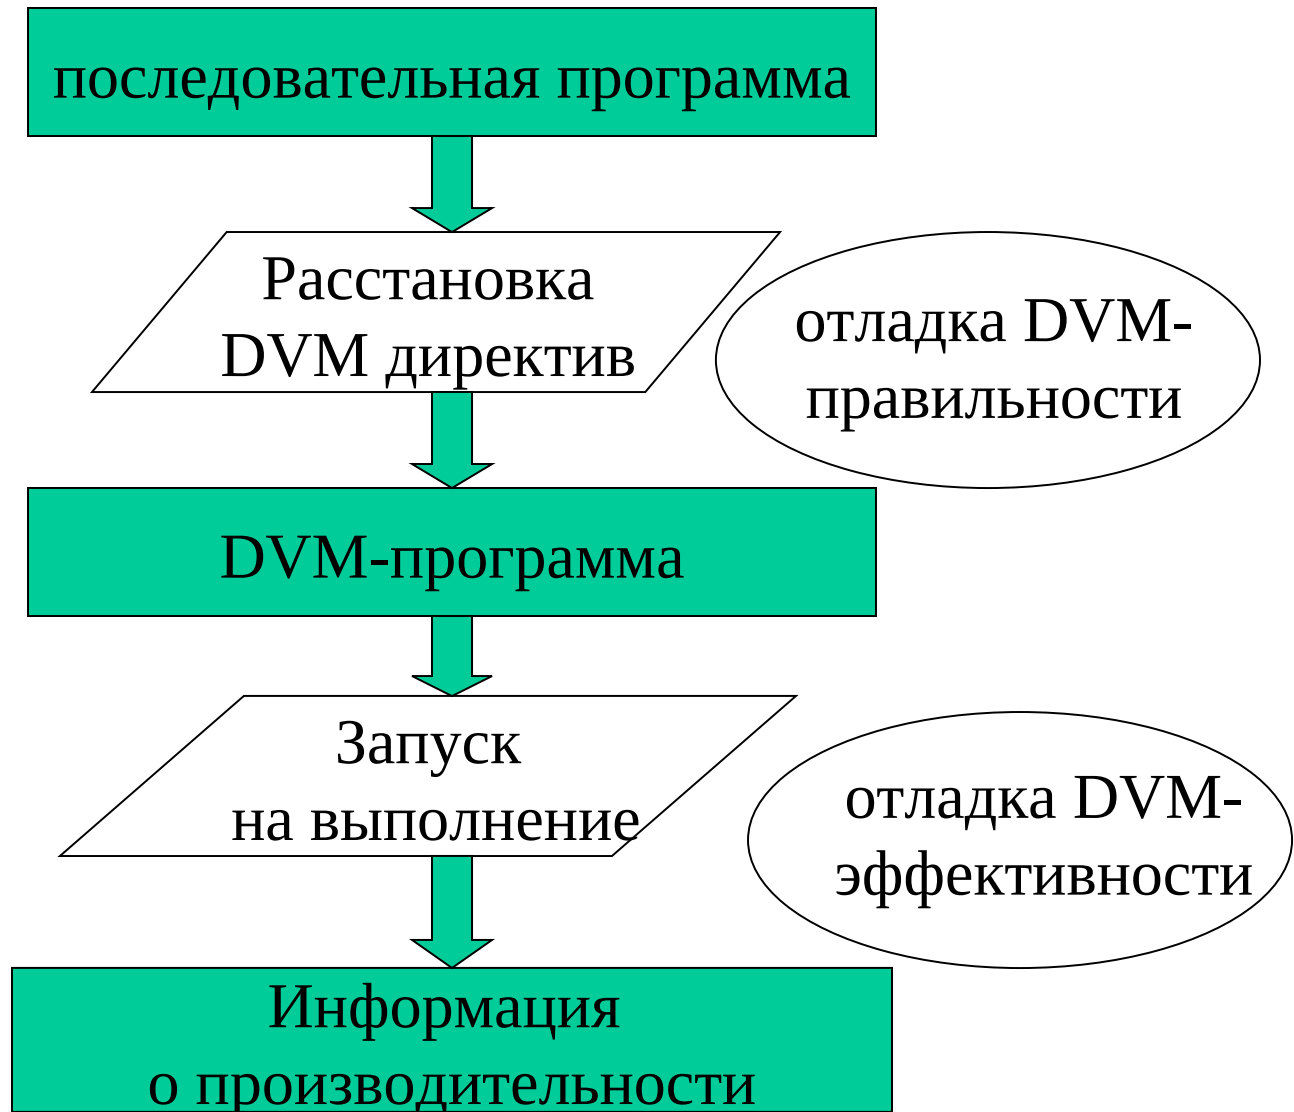 последовательная программа
Расстановка
DVM директив
отладка DVM-
правильности
DVM-программа
Запуск
на выполнение
отладка DVM-
эффективности
Информация
о производительности